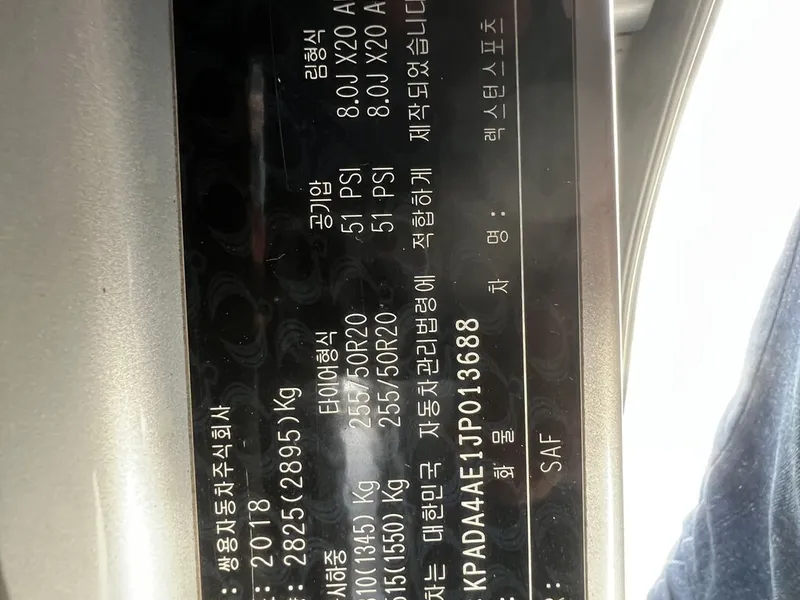 : 쌍용자동차주식회사
: 2018
: 2825(2895)Kg
시하중 타이어형식 공기압 림형식
510(1345) Kg 255/50R20 51 PSI 8.0J X20 A
515(1550) Kg 255/50R20 51 PSI 8.0J X20 A
차는 대한민국 자동차관리법령에 적합하게 제작되었습니다
: KPADA4AE1JP013688
: 화 물 차 명 : 렉스턴스포츠
: SAF